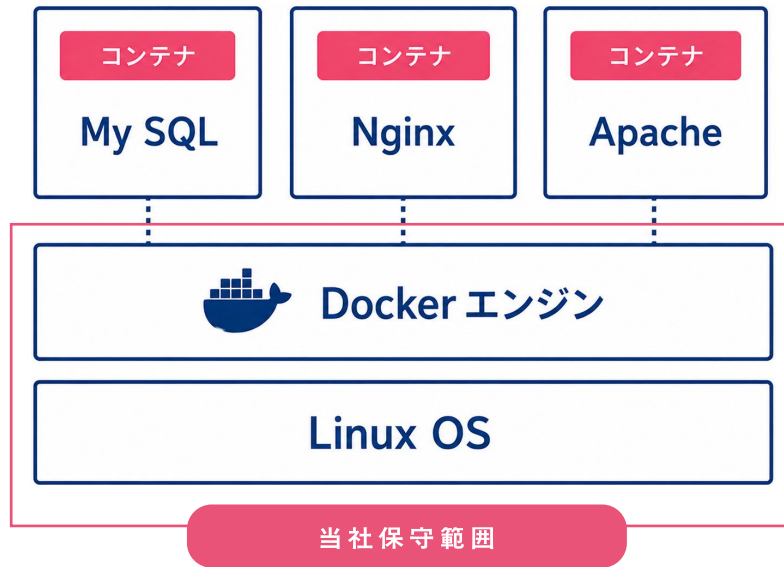 コンテナ
コンテナ
コンテナ
My SQL
Nginx
Apache
Docker エンジン
Linux OS
当社保守範囲